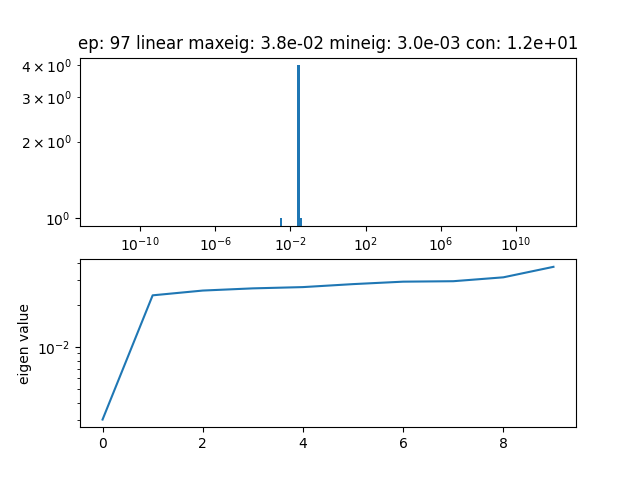 ep: 97 linear maxeig: 3.8e-02 mineig: 3.0e-03 con: 1.2e+01
4 × 10⁰
3 × 10⁰
2 × 10⁰
10⁰
10⁻¹⁰ 10⁻⁶ 10⁻² 10² 10⁶ 10¹⁰
eigen value
10⁻²
0 2 4 6 8